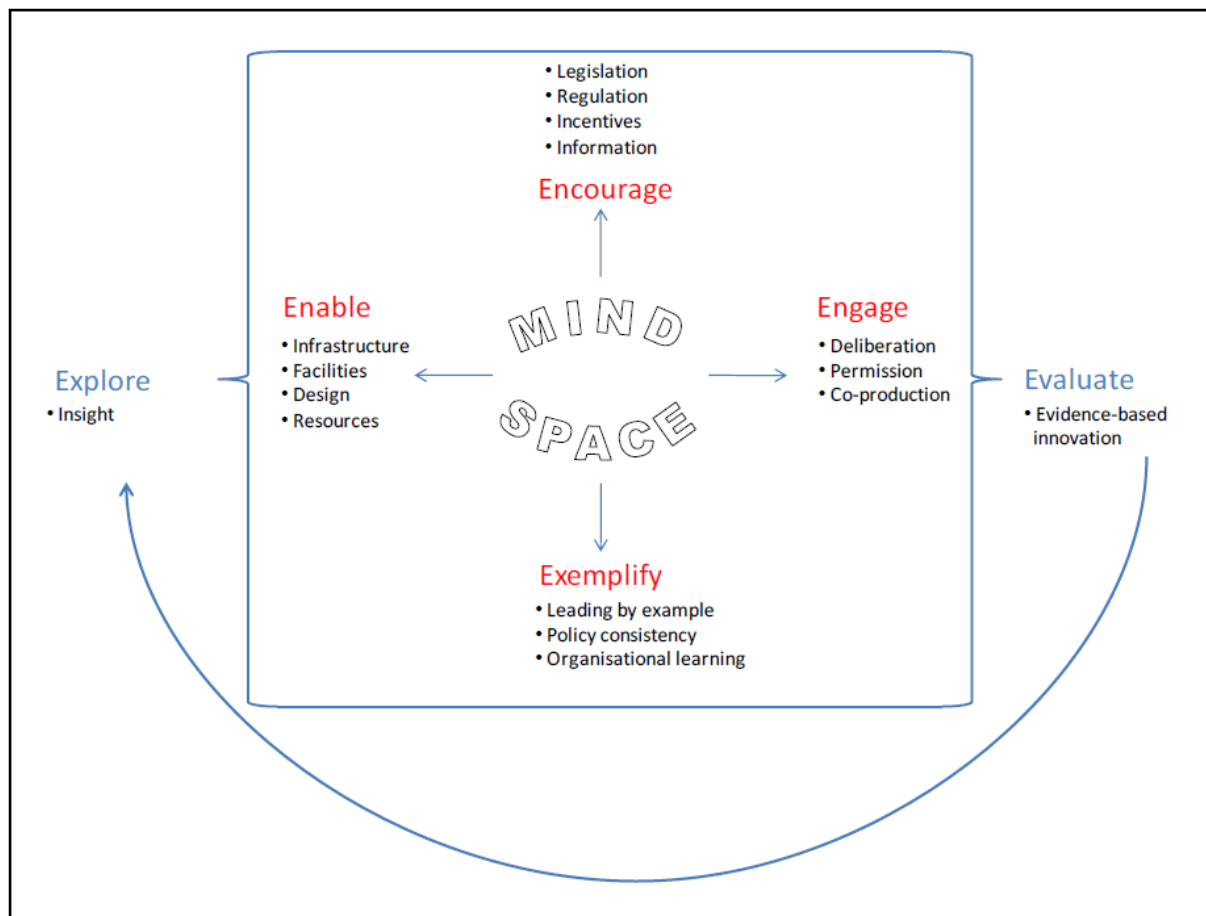 • Legislation
• Regulation
• Incentives
• Information
Encourage
Enable
• Infrastructure
• Facilities
• Design
• Resources
MIND
SPACE
Engage
• Deliberation
• Permission
• Co-production
Explore
• Insight
Evaluate
• Evidence-based
innovation
Exemplify
• Leading by example
• Policy consistency
• Organisational learning